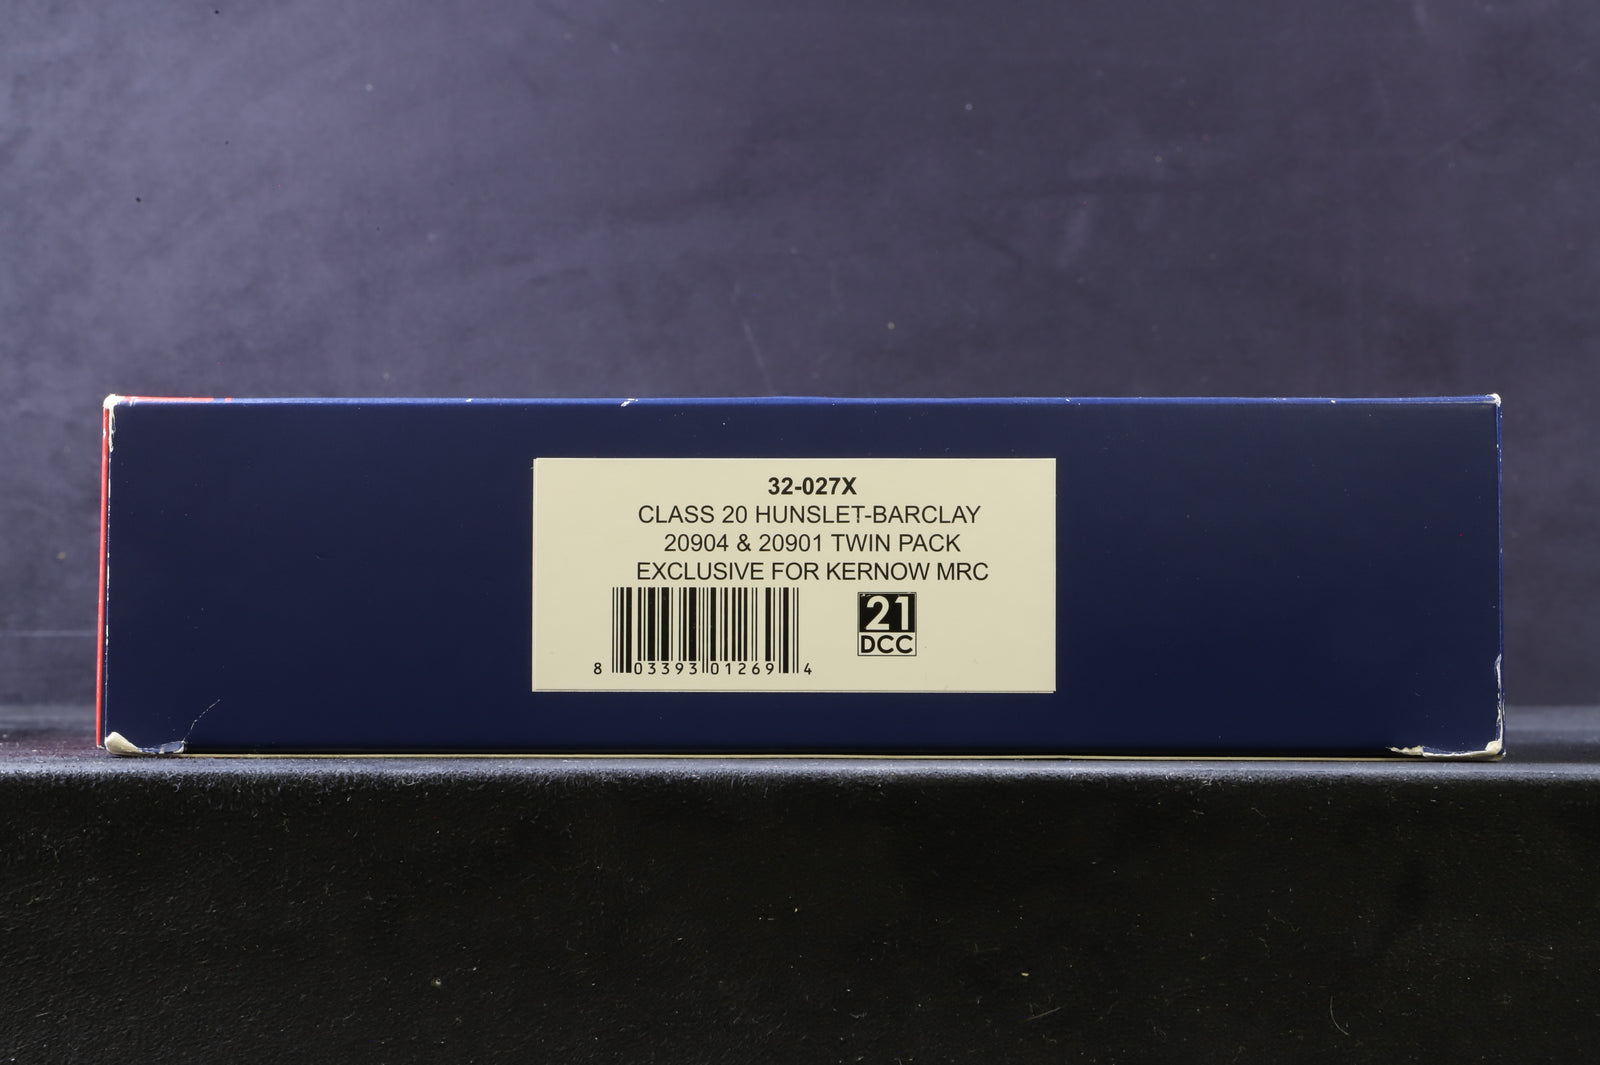 32-027X
CLASS 20 HUNSLET-BARCLAY
20904 & 20901 TWIN PACK
EXCLUSIVE FOR KERNOW MRC
21
DCC
8 033930 12694